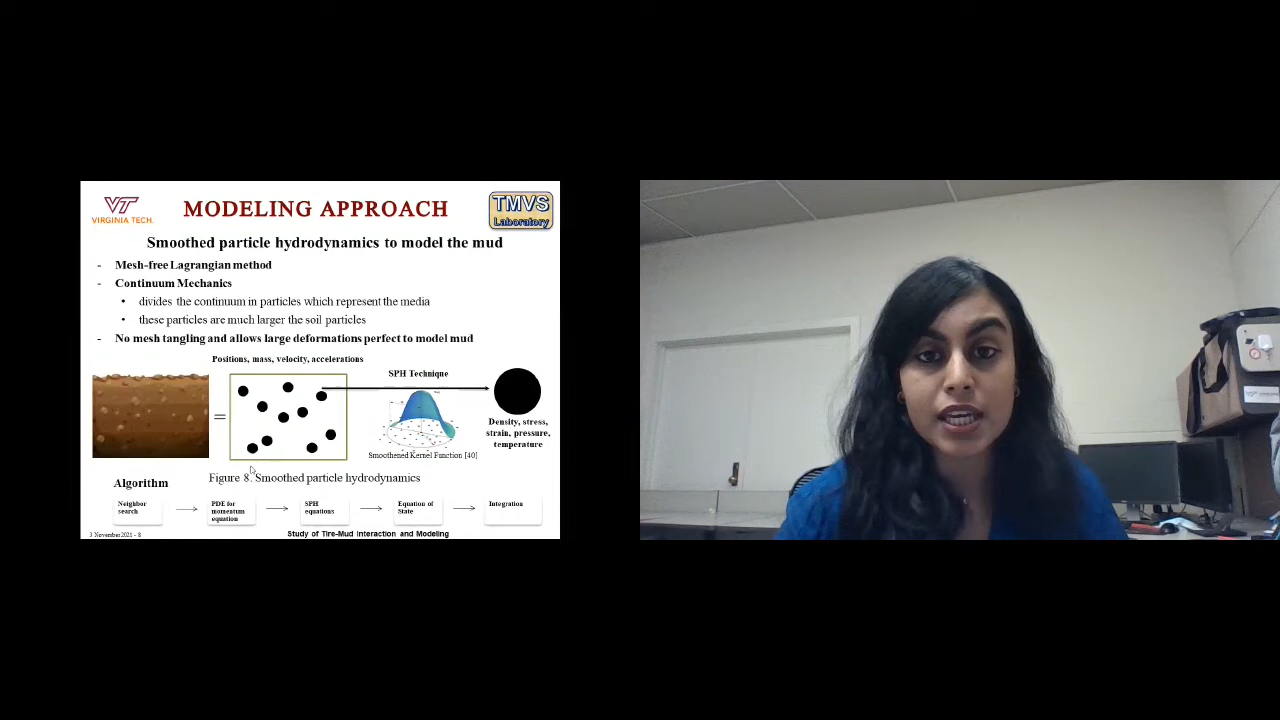 VIRGINIA TECH.
MODELING APPROACH
TMVS
Laboratory
Smoothed particle hydrodynamics to model the mud
- Mesh-free Lagrangian method
- Continuum Mechanics
• divides the continuum in particles which represent the media
• these particles are much larger the soil particles
- No mesh tangling and allows large deformations perfect to model mud
Positions, mass, velocity, accelerations
SPH Technique
=
Density, stress,
strain, pressure,
temperature
Smoothened Kernel Function [40]
Figure 8. Smoothed particle hydrodynamics
Algorithm
Neighbor
search
PDE for
momentum
equation
SPH
equations
Equation of
State
Integration
3 November2021 - 8
Study of Tire-Mud Interaction and Modeling